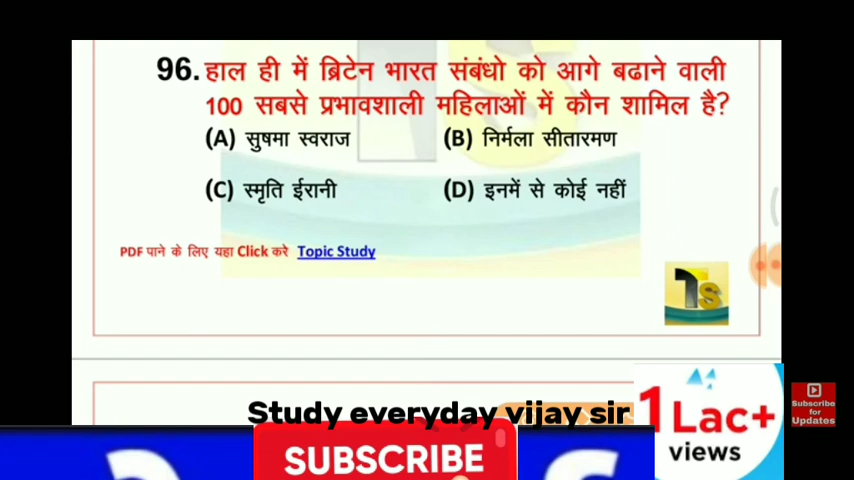 96. हाल ही में ब्रिटेन भारत संबंधो को आगे बढाने वाली
100 सबसे प्रभावशाली महिलाओं में कौन शामिल है?
(A) सुषमा स्वराज (B) निर्मला सीतारमण
(C) स्मृति ईरानी (D) इनमें से कोई नहीं
PDF पाने के लिए यहा Click करे Topic Study
Ts
Study everyday vijay sir
1 Lac+
views
Subscribe
for
Updates
SUBSCRIBE